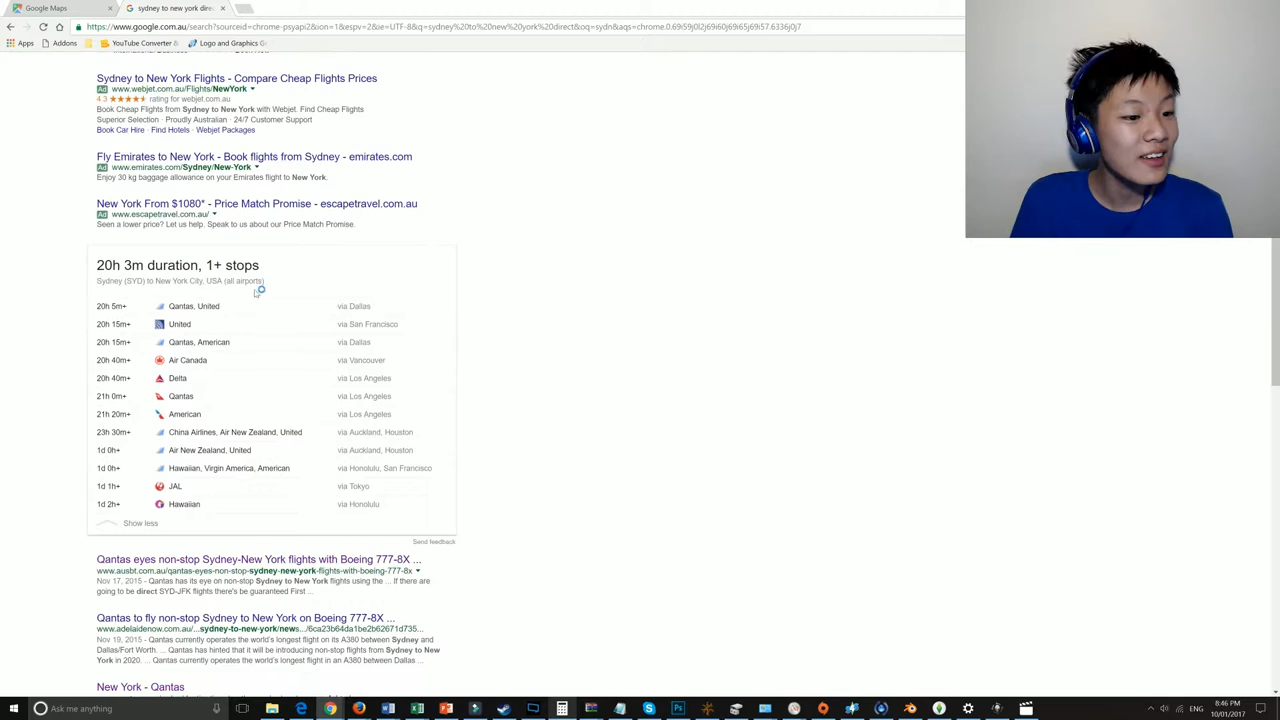 Google Maps
sydney to new york direc
https://www.google.com.au/search?sourceid=chrome-psyapi2&ion=1&espv=2&ie=UTF-8&q=sydney%20to%20new%20york%20direct&oq=sydn&aqs=chrome.0.69i59j0l2j69i60j69i65j69i57.6336j0j7
Apps
Addons
YouTube Converter &
Logo and Graphics G
Sydney to New York Flights - Compare Cheap Flights Prices
Ad www.webjet.com.au/Flights/NewYork
4.3 rating for webjet.com.au
Book Cheap Flights from Sydney to New York with Webjet. Find Cheap Flights
Superior Selection · Proudly Australian · 24/7 Customer Support
Book Car Hire · Find Hotels · Webjet Packages
Fly Emirates to New York - Book flights from Sydney - emirates.com
Ad www.emirates.com/Sydney/New-York
Enjoy 30 kg baggage allowance on your Emirates flight to New York.
New York From $1080* - Price Match Promise - escapetravel.com.au
Ad www.escapetravel.com.au/
Seen a lower price? Let us help. Speak to us about our Price Match Promise.
20h 3m duration, 1+ stops
Sydney (SYD) to New York City, USA (all airports)
20h 5m+ Qantas, United via Dallas
20h 15m+ United via San Francisco
20h 15m+ Qantas, American via Dallas
20h 40m+ Air Canada via Vancouver
20h 40m+ Delta via Los Angeles
21h 0m+ Qantas via Los Angeles
21h 20m+ American via Los Angeles
23h 30m+ China Airlines, Air New Zealand, United via Auckland, Houston
1d 0h+ Air New Zealand, United via Auckland, Houston
1d 0h+ Hawaiian, Virgin America, American via Honolulu, San Francisco
1d 1h+ JAL via Tokyo
1d 2h+ Hawaiian via Honolulu
Show less
Send feedback
Qantas eyes non-stop Sydney-New York flights with Boeing 777-8X ...
www.ausbt.com.au/qantas-eyes-non-stop-sydney-new-york-flights-with-boeing-777-8x
Nov 17, 2015 - Qantas has its eye on non-stop Sydney to New York flights using the ... If there are
going to be direct SYD-JFK flights there's be guaranteed First ...
Qantas to fly non-stop Sydney to New York on Boeing 777-8X ...
www.adelaidenow.com.au/...sydney-to-new-york/news.../6ca23b64da1be2b62671d735...
Nov 19, 2015 - Qantas currently operates the world's longest flight on its A380 between Sydney and
Dallas/Fort Worth. ... Qantas has hinted that it will be introducing non-stop flights from Sydney to New
York in 2020. ... Qantas currently operates the world's longest flight in an A380 between Dallas ...
New York - Qantas
Ask me anything
ENG
8:46 PM
10/01/2017